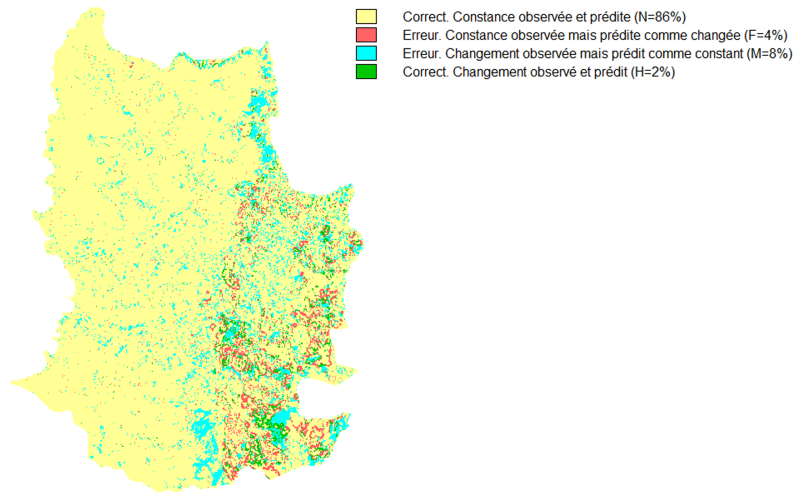 Correct. Constance observée et prédite (N=86%)
Erreur. Constance observée mais prédite comme changée (F=4%)
Erreur. Changement observée mais prédit comme constant (M=8%)
Correct. Changement observé et prédit (H=2%)